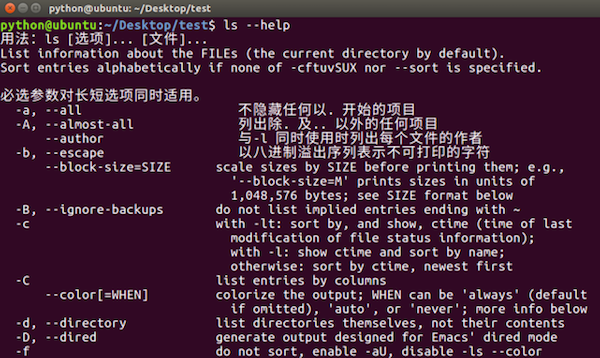 python@ubuntu: ~/Desktop/test
python@ubuntu:~/Desktop/test$ ls --help
用法：ls [选项]... [文件]...
List information about the FILEs (the current directory by default).
Sort entries alphabetically if none of -cftuvSUX nor --sort is specified.
必选参数对长短选项同时适用。
-a, --all 不隐藏任何以. 开始的项目
-A, --almost-all 列出除. 及.. 以外的任何项目
--author 与-l 同时使用时列出每个文件的作者
-b, --escape 以八进制溢出序列表示不可打印的字符
--block-size=SIZE scale sizes by SIZE before printing them; e.g.,
'--block-size=M' prints sizes in units of
1,048,576 bytes; see SIZE format below
-B, --ignore-backups do not list implied entries ending with ~
-c with -lt: sort by, and show, ctime (time of last
modification of file status information);
with -l: show ctime and sort by name;
otherwise: sort by ctime, newest first
-C list entries by columns
--color[=WHEN] colorize the output; WHEN can be 'always' (default
if omitted), 'auto', or 'never'; more info below
-d, --directory list directories themselves, not their contents
-D, --dired generate output designed for Emacs' dired mode
-f do not sort, enable -aU, disable -ls --color